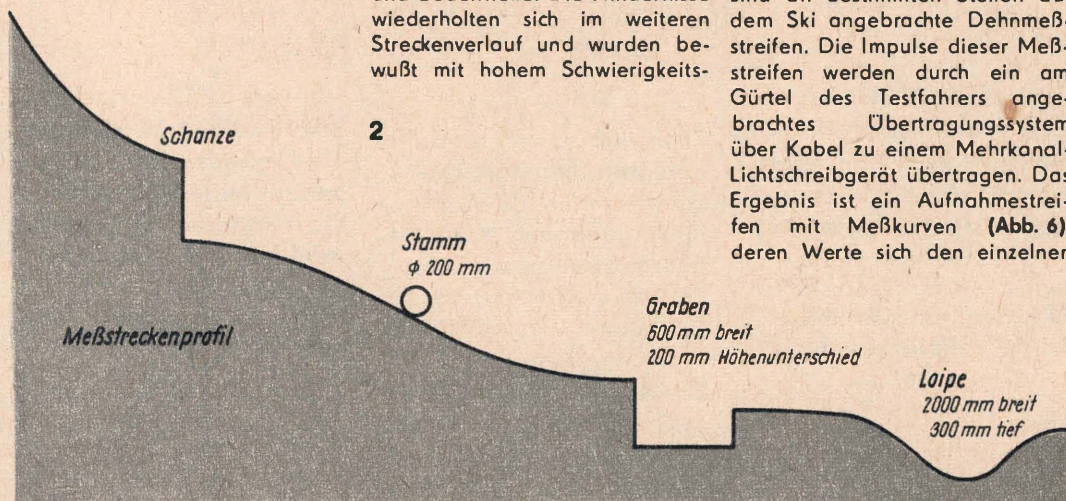 wiederholten sich im weiteren
Streckenverlauf und wurden be-
wußt mit hohem Schwierigkeits-
dem Ski angebrachte Dehnmeß-
streifen. Die Impulse dieser Meß-
streifen werden durch ein am
Gürtel des Testfahrers ange-
brachtes Übertragungssystem
über Kabel zu einem Mehrkanal-
Lichtschreibgerät übertragen. Das
Ergebnis ist ein Aufnahmestrei-
fen mit Meßkurven (Abb. 6)
deren Werte sich den einzelnen
2
Schanze
Stamm
ϕ 200 mm
Meßstreckenprofil
Graben
600 mm breit
200 mm Höhenunterschied
Loipe
2000 mm breit
300 mm tief